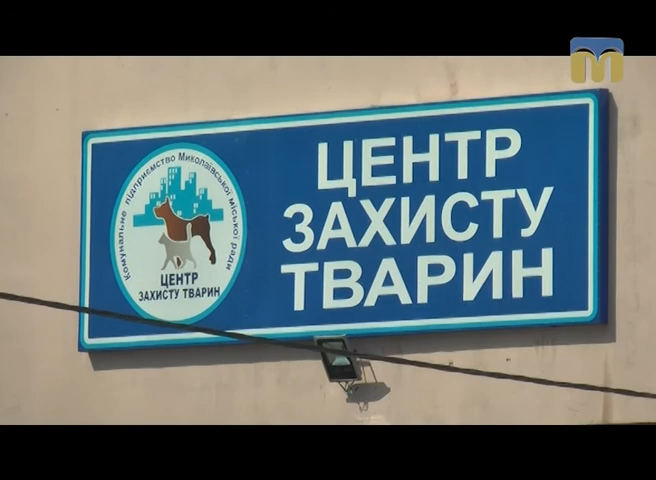 Комунальне підприємство Миколаївської міської ради
ЦЕНТР
ЗАХИСТУ ТВАРИН
ЦЕНТР
ЗАХИСТУ
ТВАРИН